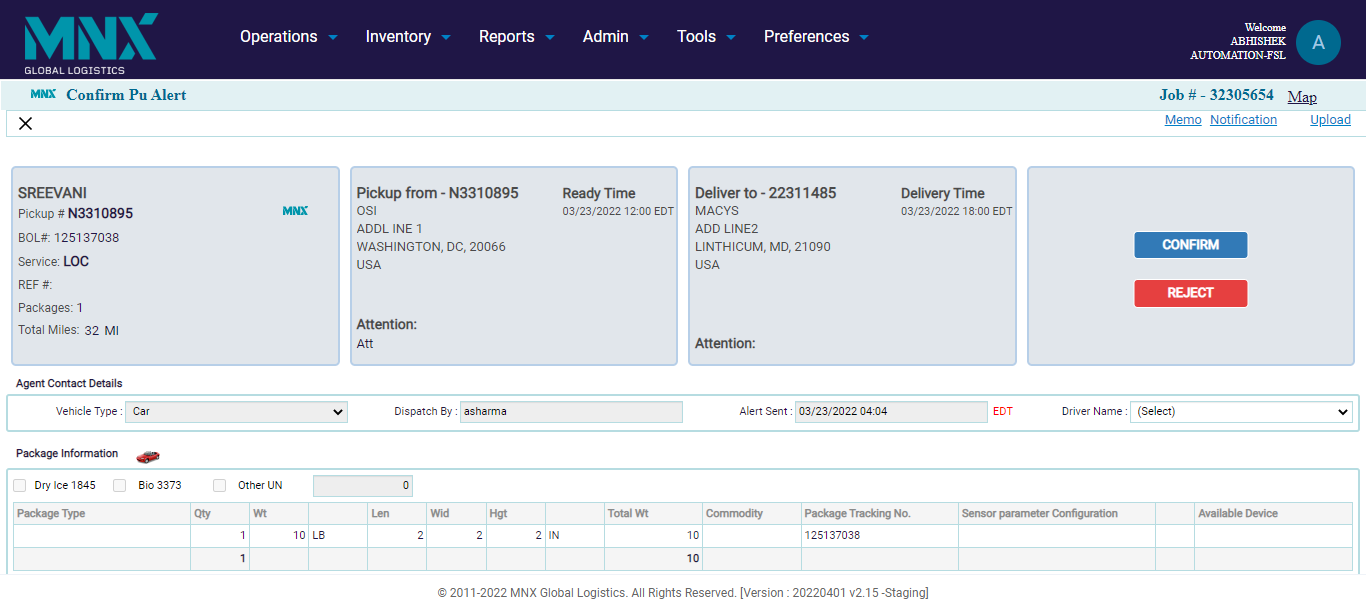 MNX
GLOBAL LOGISTICS
Operations Inventory Reports Admin Tools Preferences
Welcome
ABHISHEK
AUTOMATION-FSL
A
MNX Confirm Pu Alert
Job # - 32305654 Map
Memo Notification Upload
SREEVANI
Pickup # N3310895
MNX
BOL#: 125137038
Service: LOC
REF #:
Packages: 1
Total Miles: 32 MI
Pickup from - N3310895
OSI
ADDL INE 1
WASHINGTON, DC, 20066
USA
Ready Time
03/23/2022 12:00 EDT
Attention:
Att
Deliver to - 22311485
MACYS
ADD LINE2
LINTHICUM, MD, 21090
USA
Delivery Time
03/23/2022 18:00 EDT
Attention:
CONFIRM
REJECT
Agent Contact Details
Vehicle Type : Car Dispatch By : asharma Alert Sent : 03/23/2022 04:04 EDT Driver Name : (Select)
Package Information
Dry Ice 1845 Bio 3373 Other UN 0
Package Type Qty Wt Len Wid Hgt Total Wt Commodity Package Tracking No. Sensor parameter Configuration Available Device
1 10 LB 2 2 2 IN 10 125137038
1 10
© 2011-2022 MNX Global Logistics. All Rights Reserved. [Version : 20220401 v2.15 -Staging]